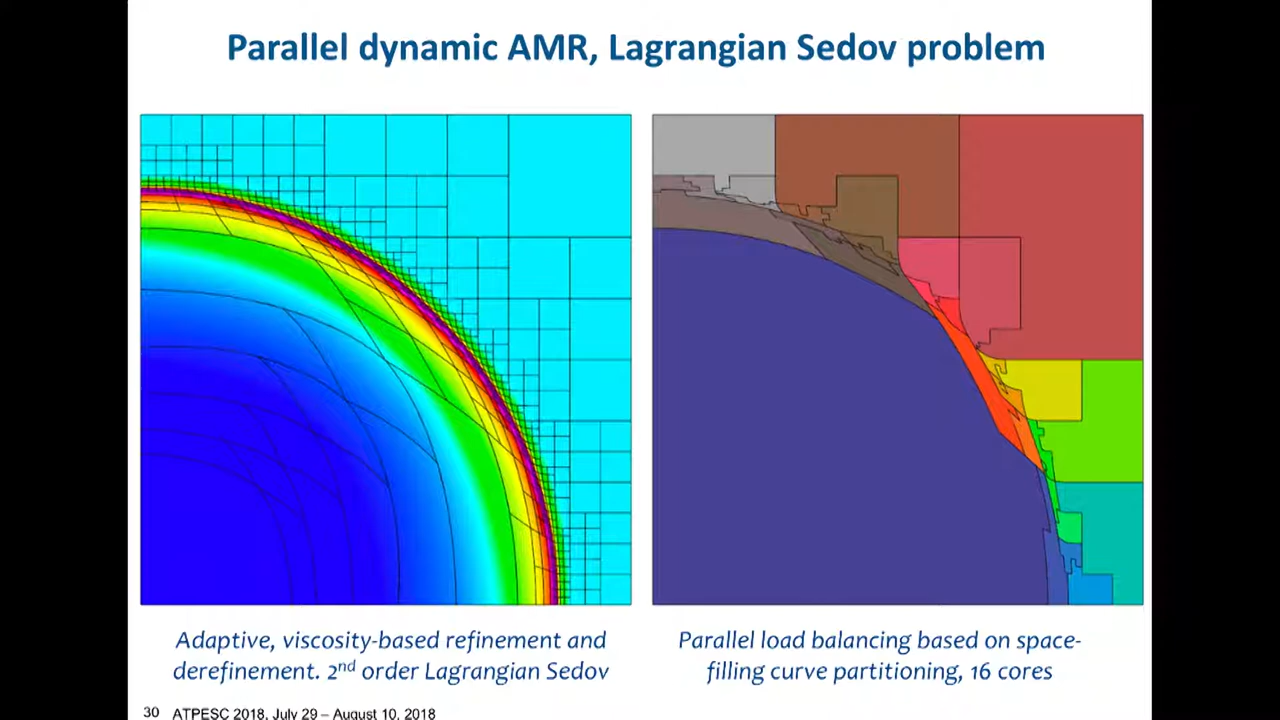 Parallel dynamic AMR, Lagrangian Sedov problem
Adaptive, viscosity-based refinement and
derefinement. 2nd order Lagrangian Sedov
Parallel load balancing based on space-
filling curve partitioning, 16 cores
30 ATPESC 2018, July 29 – August 10, 2018